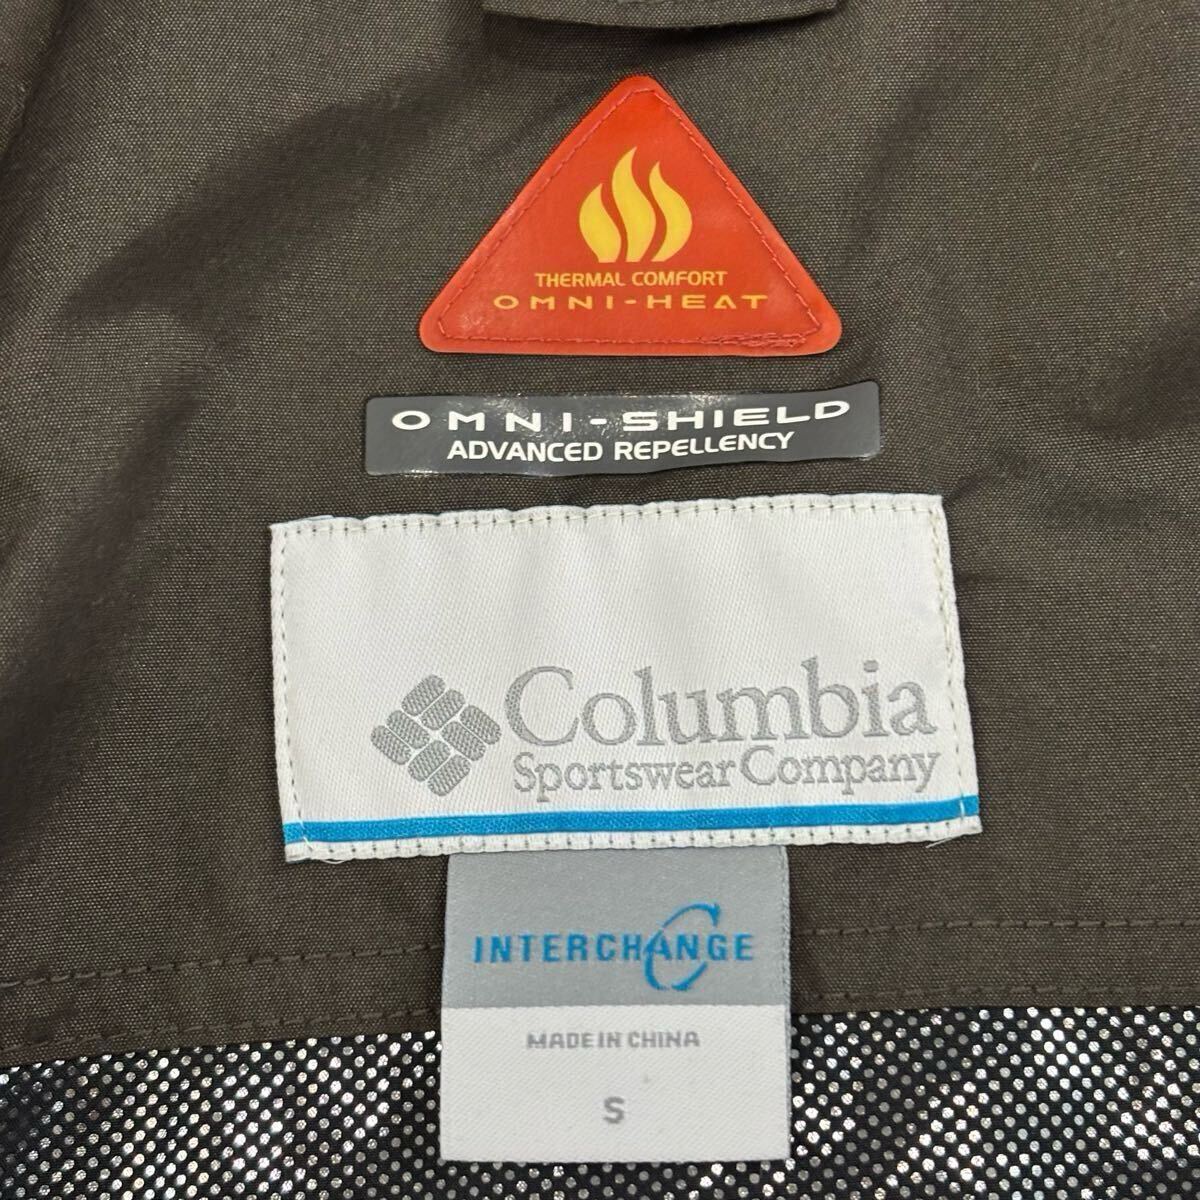 THERMAL COMFORT
OMNI-HEAT
OMNI-SHIELD
ADVANCED REPELLENCY
Columbia
Sportswear Company
INTERCHANGE
MADE IN CHINA
S